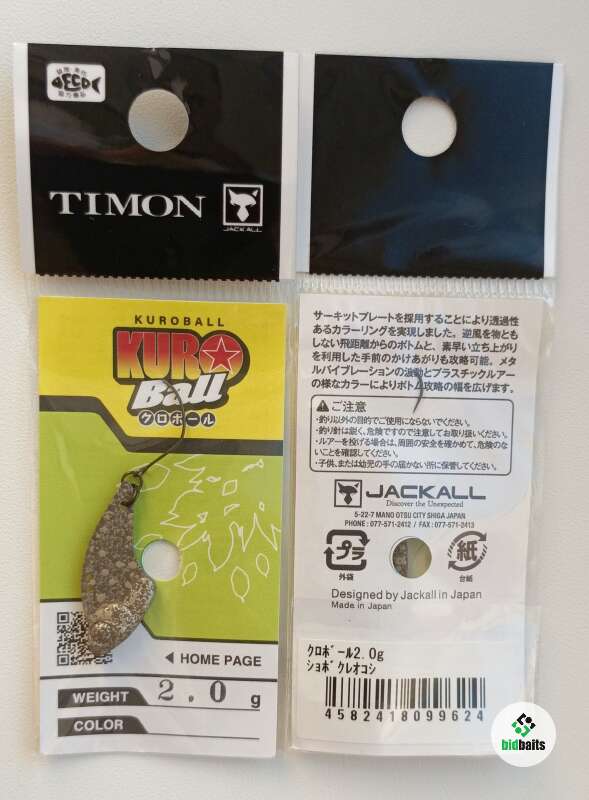 ECO
TIMON
JACKALL
KUROBALL
KURO
Ball
クロボール
HOME PAGE
WEIGHT 2.0 g
COLOR
サーキットプレートを採用することにより透過性
あるカラーリングを実現しました。逆風を物とも
しない飛距離からのボトムと、素早い立ち上がり
を利用した手前のかけあがりも攻略可能。メタ
ルバイブレーションの波動とプラスチックルアー
の様なカラーによりボトム攻略の幅を広げます。
ご注意
・釣り以外の目的でご使用にならないでください。
・釣り針は鋭く、危険ですので注意してお取り扱いください。
・ルアーを投げる場合は、周囲の安全を確かめて、危険のな
いことを確認してください。
・子供、または幼児の手の届かない所に保管してください。
JACKALL
Discover the Unexpected
5-22-7 MANO OTSU CITY SHIGA JAPAN
PHONE : 077-571-2412 / FAX : 077-571-2413
プラ
外袋
紙
台紙
Designed by Jackall in Japan
Made in Japan
クロボール2.0g
ショボクレオコシ
4582418099624
bidbaits